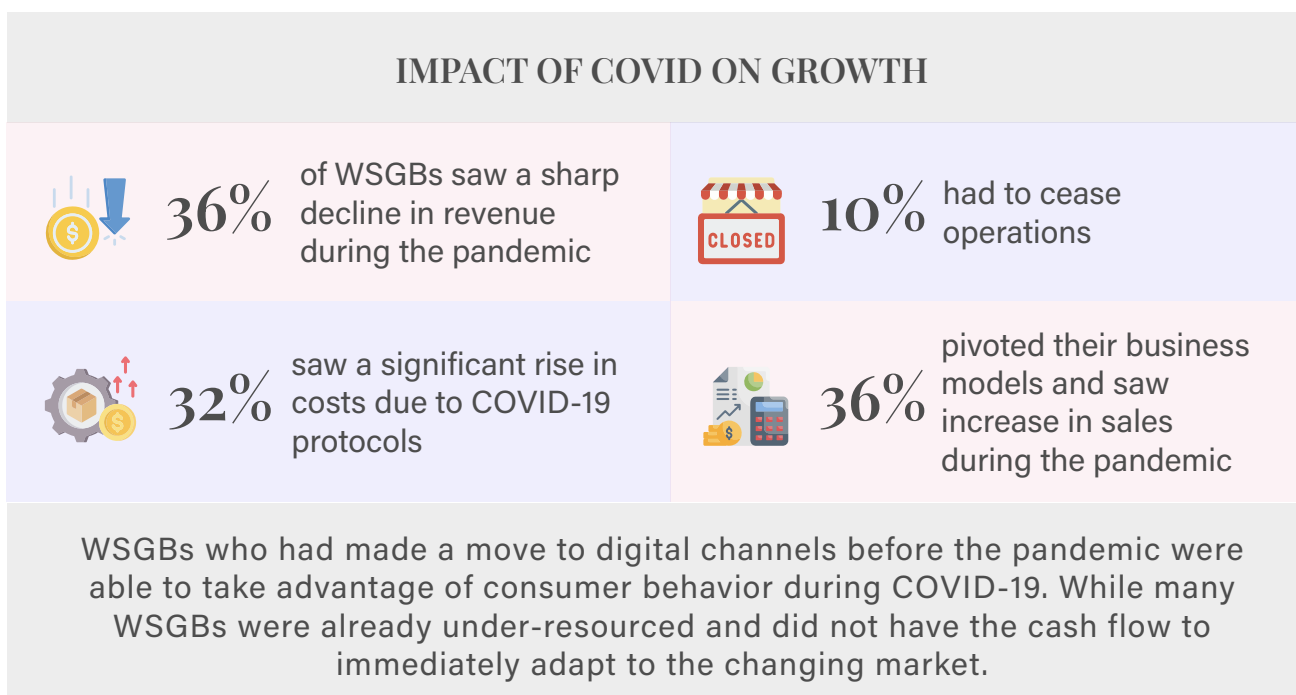 IMPACT OF COVID ON GROWTH
36%
of WSGBs saw a sharp
decline in revenue
during the pandemic
CLOSED
10%
had to cease
operations
32%
saw a significant rise in
costs due to COVID-19
protocols
36%
pivoted their business
models and saw
increase in sales
during the pandemic
WSGBs who had made a move to digital channels before the pandemic were
able to take advantage of consumer behavior during COVID-19. While many
WSGBs were already under-resourced and did not have the cash flow to
immediately adapt to the changing market.